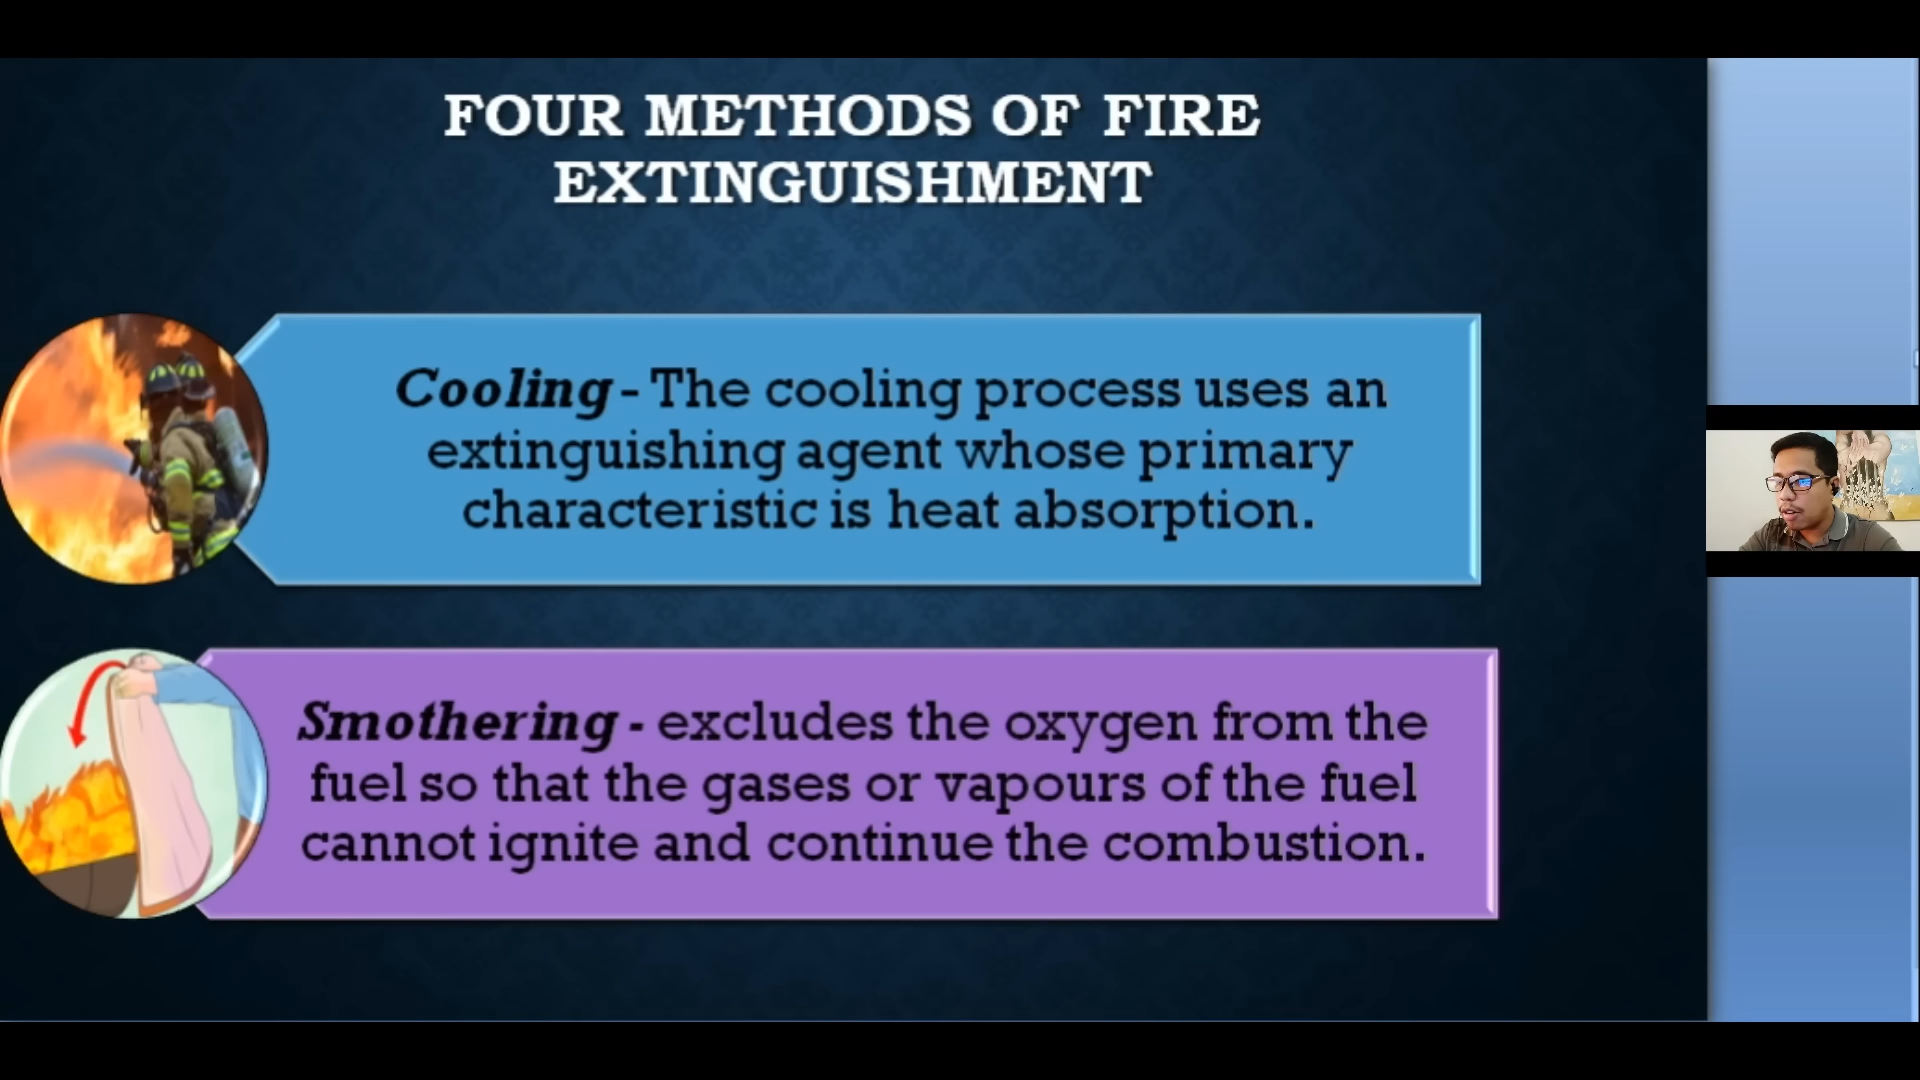 FOUR METHODS OF FIRE
EXTINGUISHMENT
Cooling - The cooling process uses an
extinguishing agent whose primary
characteristic is heat absorption.
Smothering - excludes the oxygen from the
fuel so that the gases or vapours of the fuel
cannot ignite and continue the combustion.